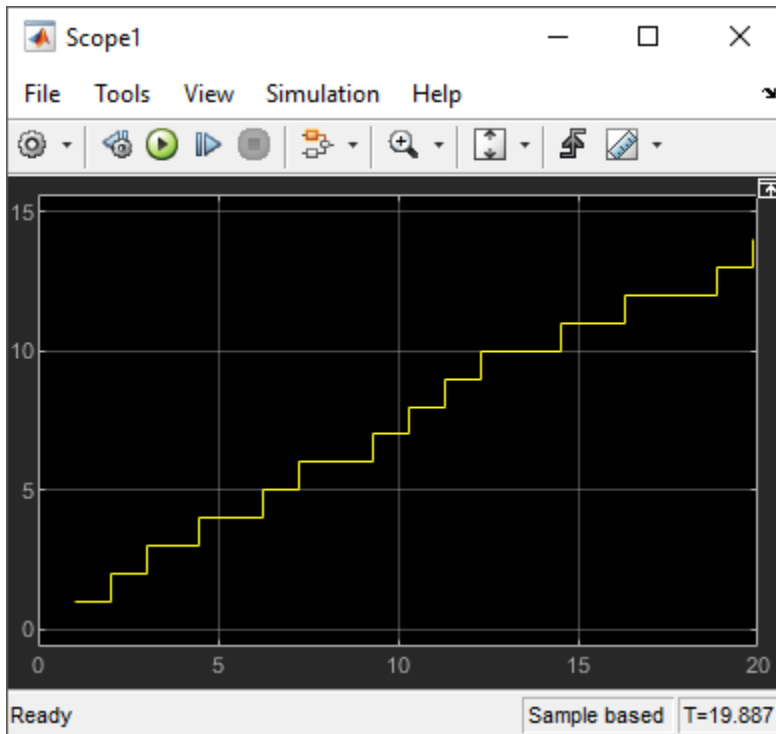 Scope1
File Tools View Simulation Help
15
10
5
0
0 5 10 15 20
Ready Sample based T=19.887